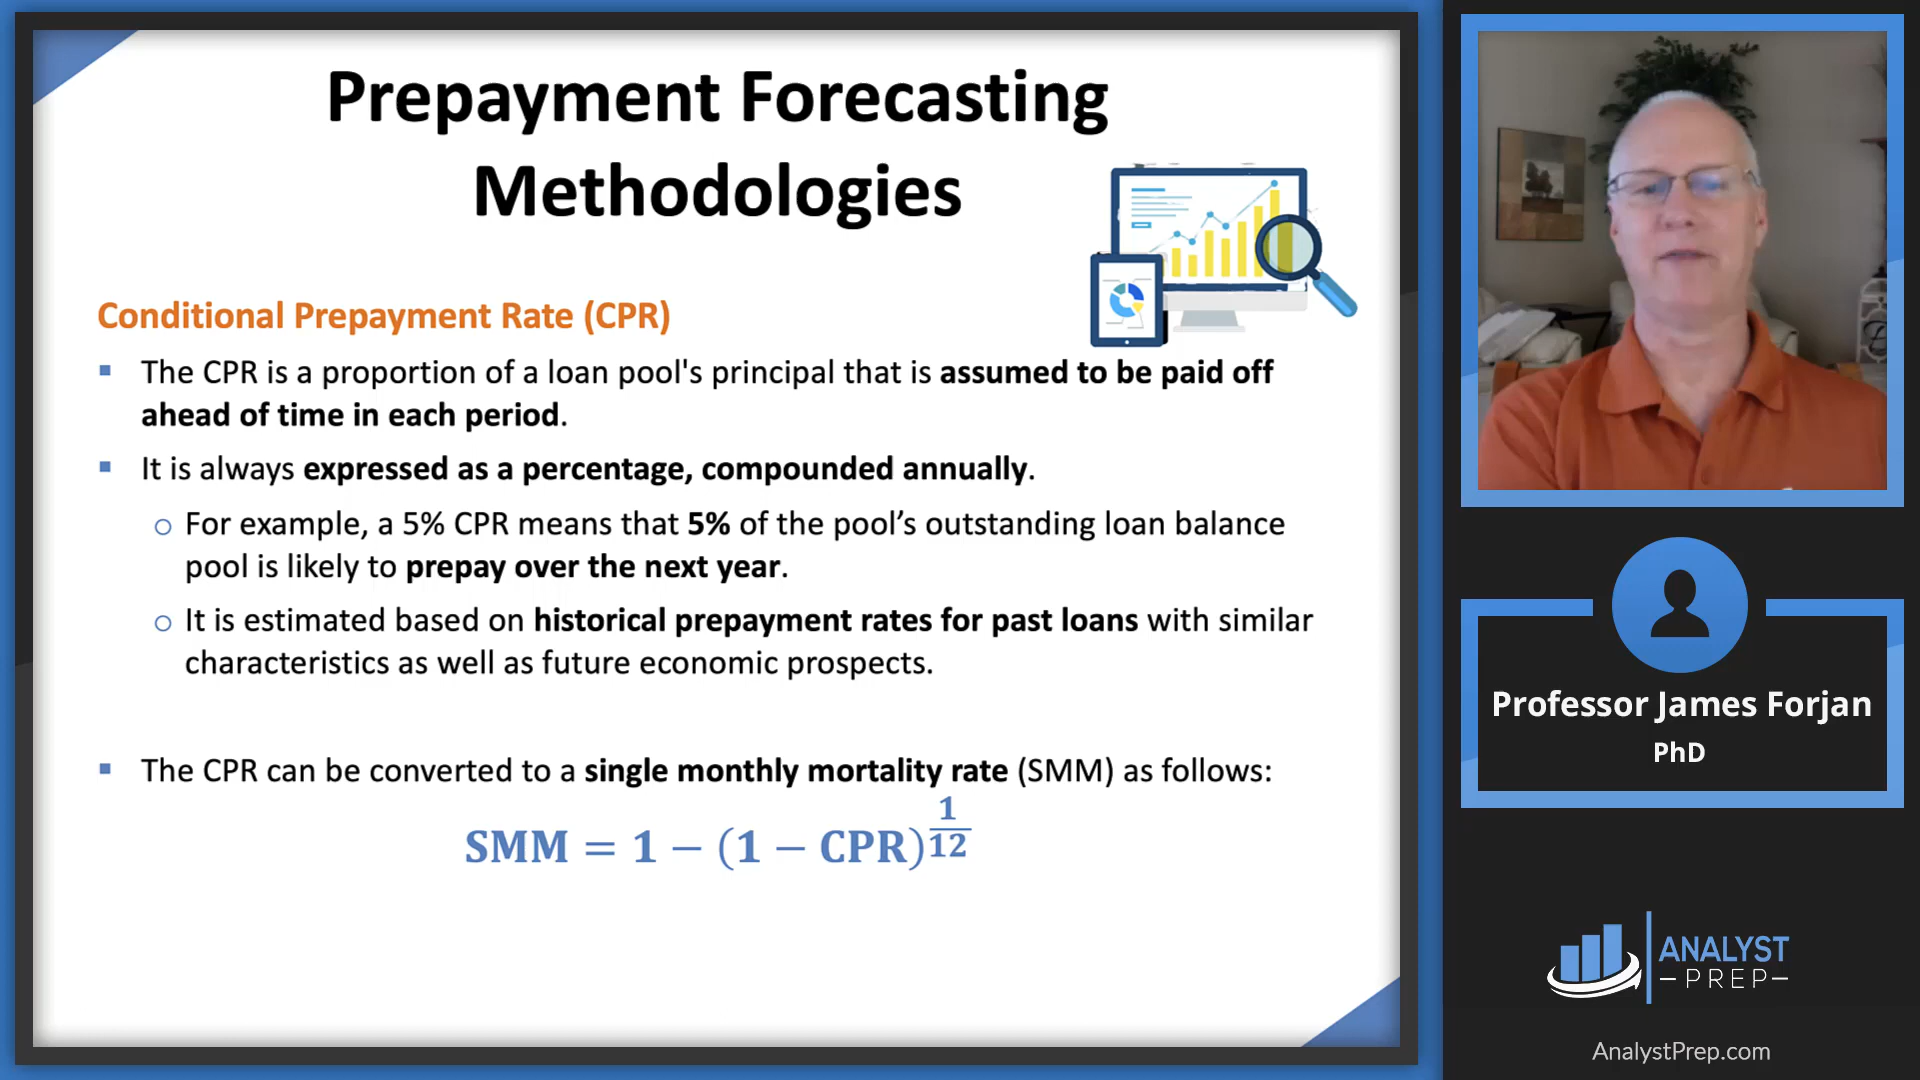 Prepayment Forecasting
Methodologies
Conditional Prepayment Rate (CPR)
▪ The CPR is a proportion of a loan pool's principal that is assumed to be paid off
ahead of time in each period.
▪ It is always expressed as a percentage, compounded annually.
o For example, a 5% CPR means that 5% of the pool’s outstanding loan balance
pool is likely to prepay over the next year.
o It is estimated based on historical prepayment rates for past loans with similar
characteristics as well as future economic prospects.
▪ The CPR can be converted to a single monthly mortality rate (SMM) as follows:
SMM = 1 − (1 − CPR)^(1/12)
Professor James Forjan
PhD
ANALYST
PREP
AnalystPrep.com